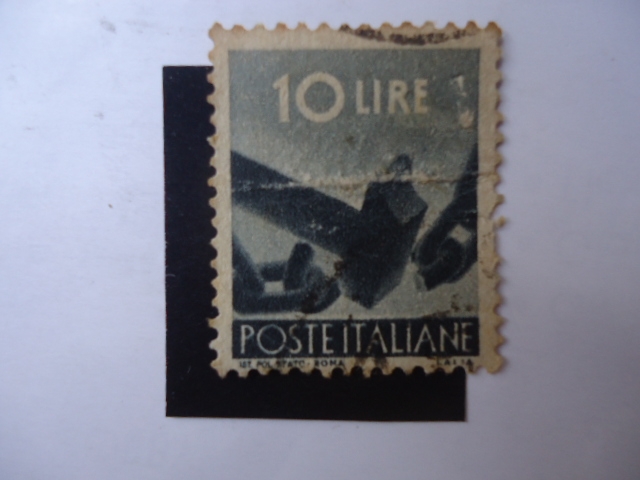 10 LIRE
POSTE ITALIANE
IST. POL. STATO - ROMA